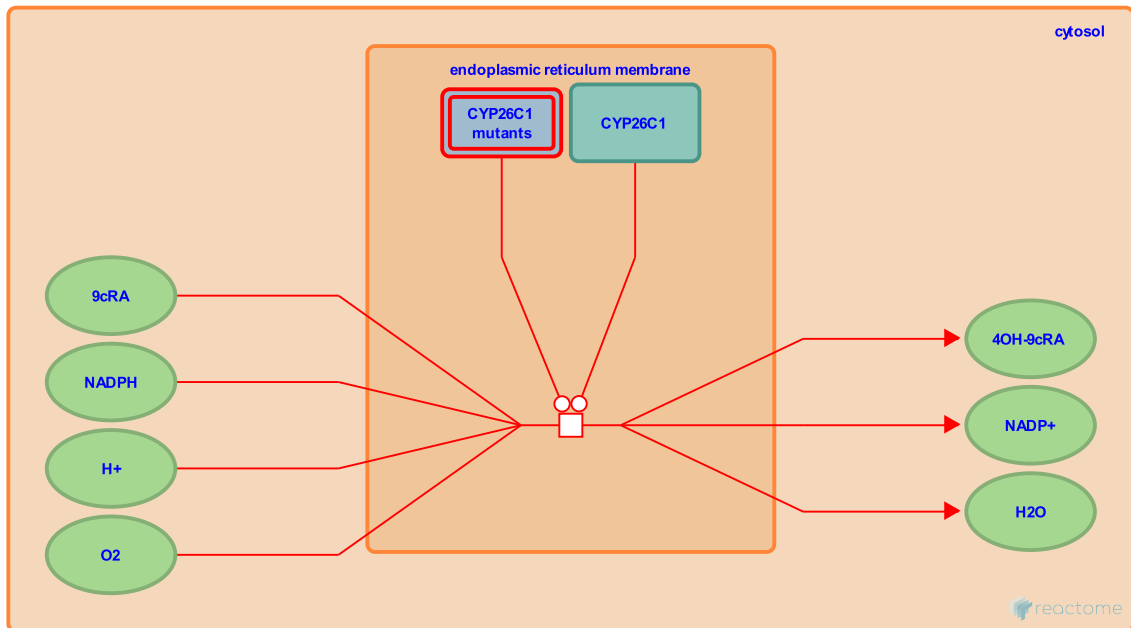 cytosol
endoplasmic reticulum membrane
CYP26C1
mutants
CYP26C1
9cRA
NADPH
H+
O2
4OH-9cRA
NADP+
H2O
reactome